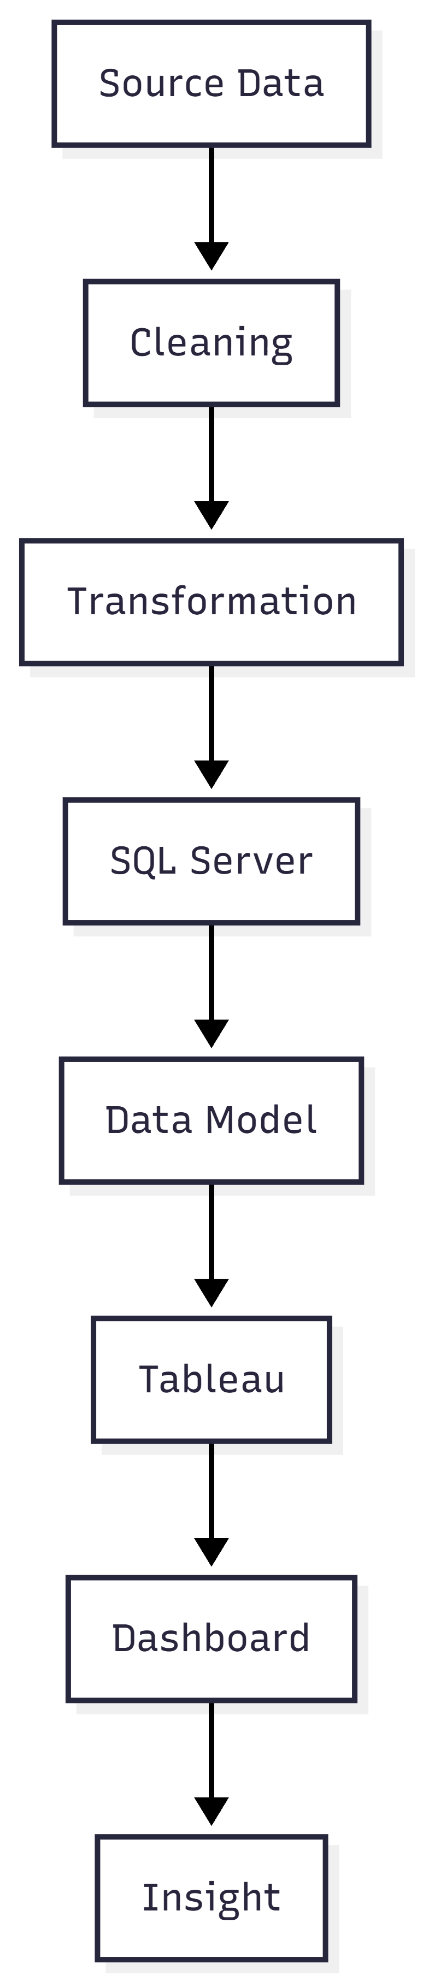 Source Data
Cleaning
Transformation
SQL Server
Data Model
Tableau
Dashboard
Insight